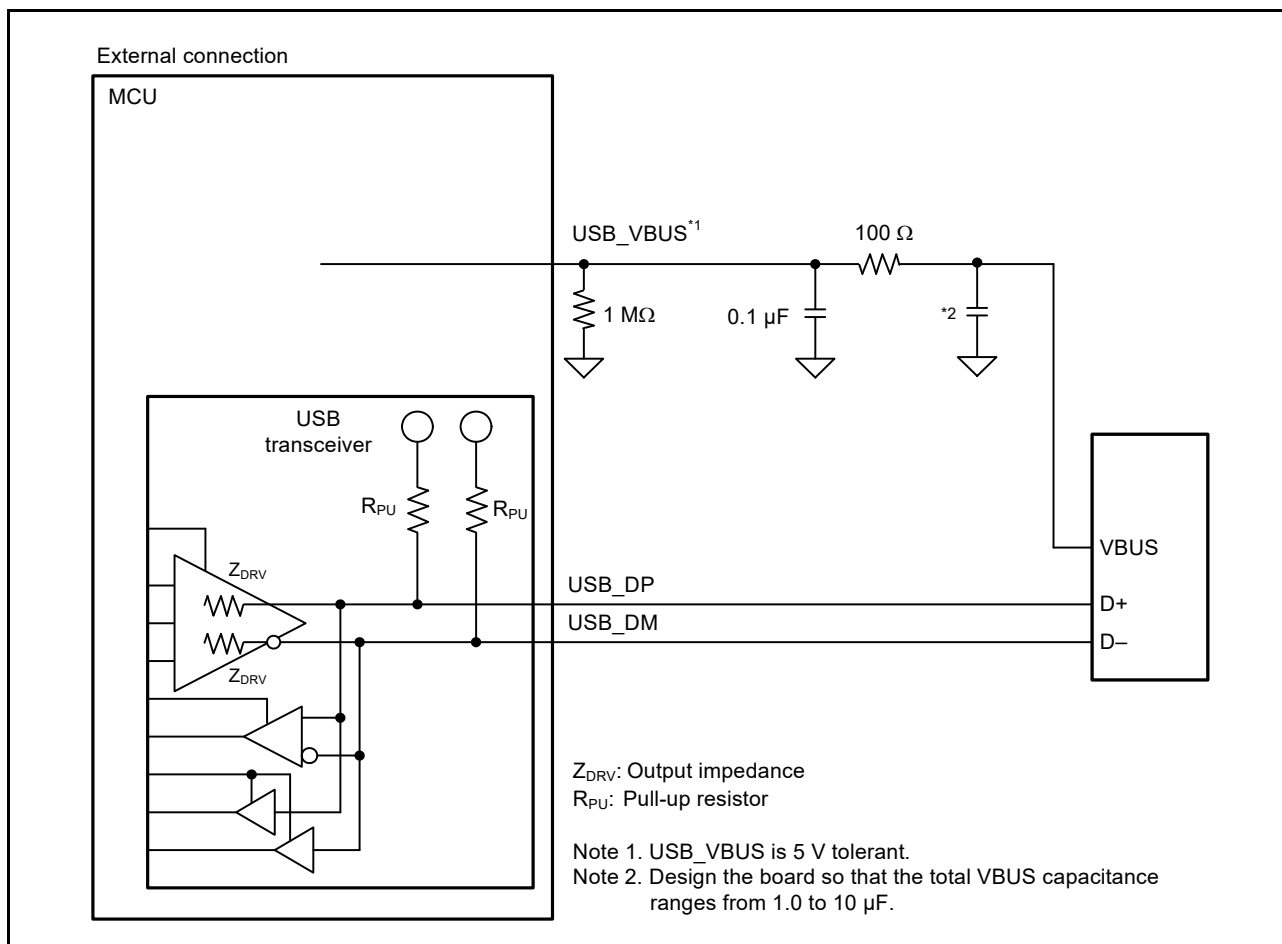 External connection
MCU
USB_VBUS*1
100 Ω
1 MΩ
0.1 µF
*2
USB
transceiver
RPU
RPU
VBUS
ZDRV
USB_DP
D+
USB_DM
D–
ZDRV
ZDRV: Output impedance
RPU: Pull-up resistor
Note 1. USB_VBUS is 5 V tolerant.
Note 2. Design the board so that the total VBUS capacitance
ranges from 1.0 to 10 µF.